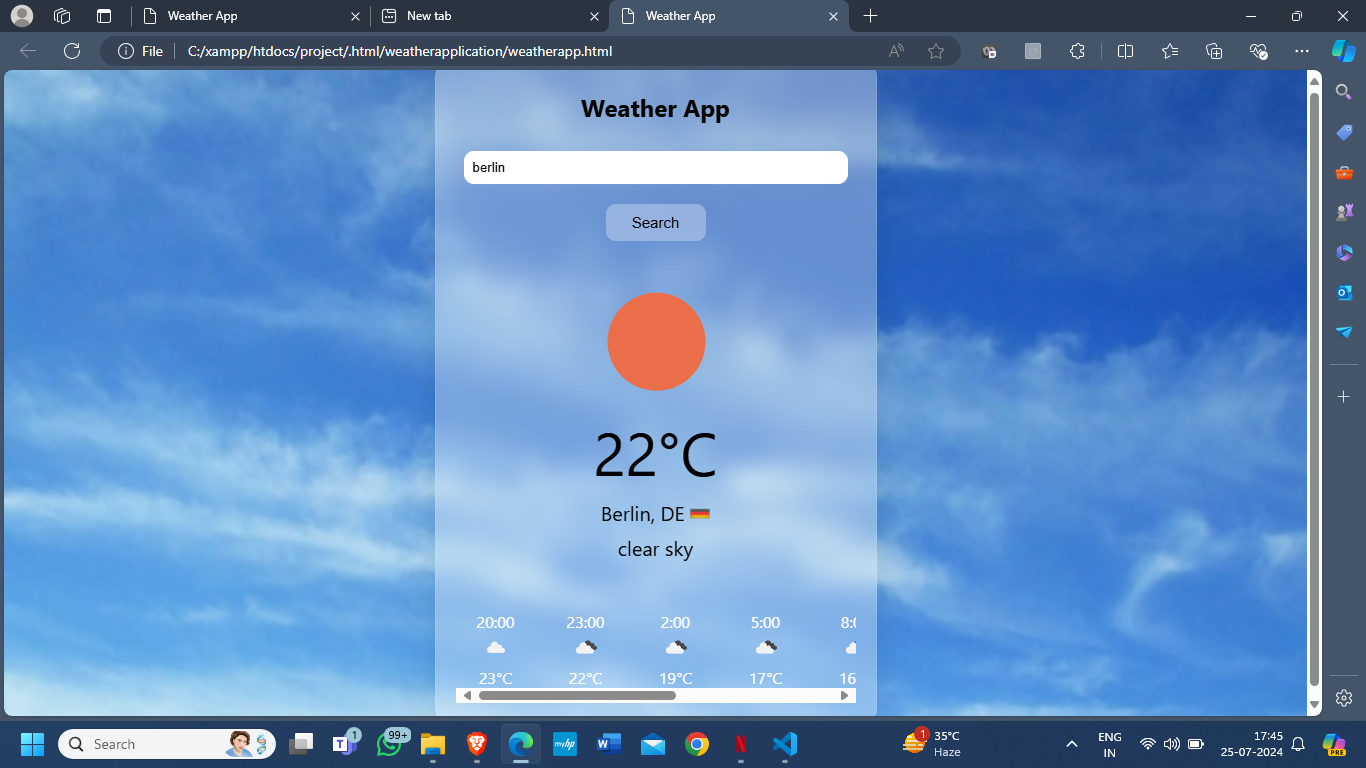 Weather App
New tab
Weather App
File
C:/xampp/htdocs/project/.html/weatherapplication/weatherapp.html
Weather App
berlin
Search
22°C
Berlin, DE
clear sky
20:00 23:00 2:00 5:00
23°C 22°C 19°C 17°C 16
Search
1
99+
myhp
W
N
1
35°C
Haze
ENG
IN
17:45
25-07-2024
PRE